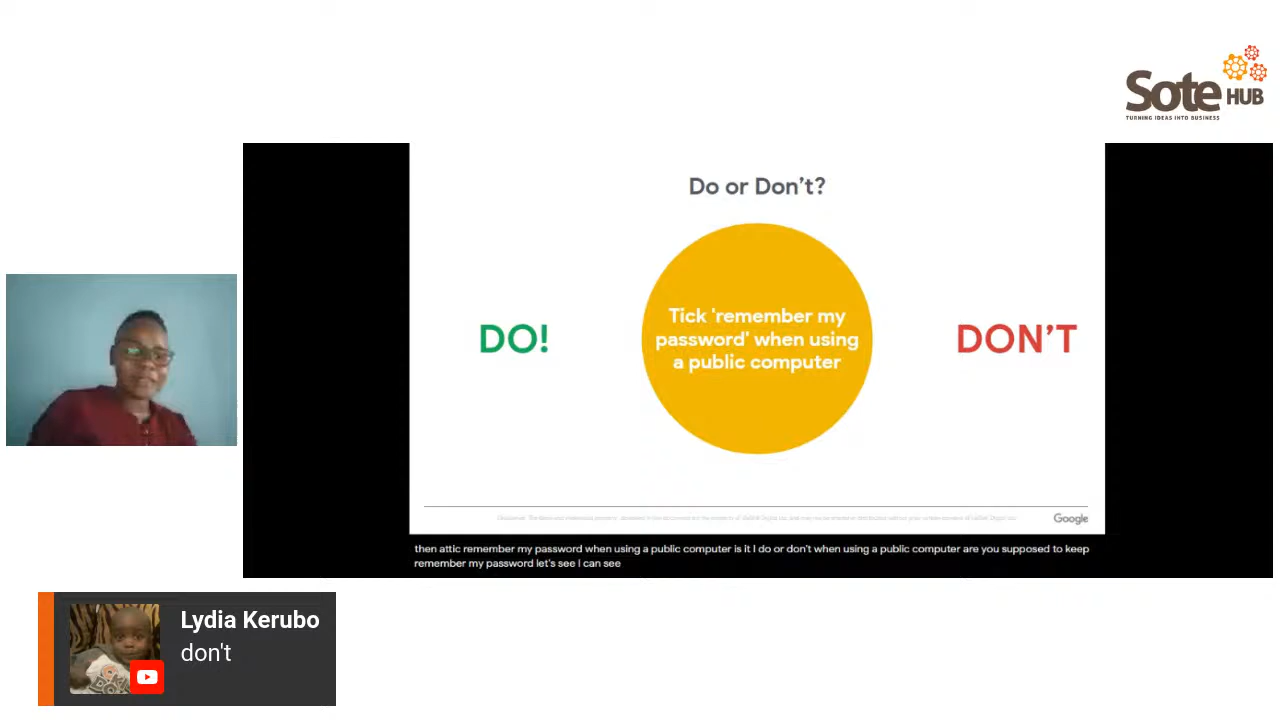 Sote HUB
TURNING IDEAS INTO BUSINESS
Do or Don't?
DO!
Tick 'remember my
password' when using
a public computer
DON'T
Google
then attic remember my password when using a public computer is it I do or don't when using a public computer are you supposed to keep
remember my password let's see I can see
Lydia Kerubo
don't